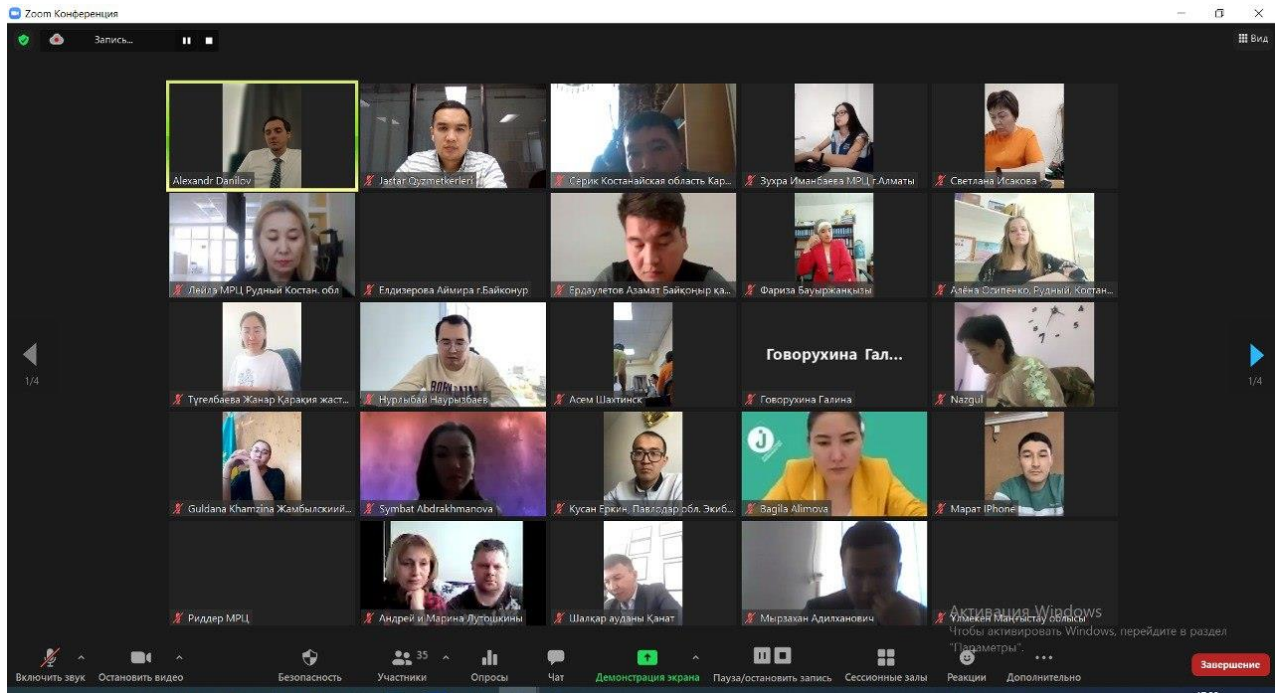 Zoom Конференция
Запись...
Вид
Alexandr Danilov
Jastar Qyzmetkerleri
Серик Костанайская область Кар...
Зухра Иманбаева МРЦ г.Алматы
Светлана Исакова
Лейла МРЦ Рудный Костан. обл
Елдизерова Аймира г.Байконур
Ердаулетов Азамат Байқоңыр қа...
Фариза Бауыржанқызы
Алёна Осипенко, Рудный, Костан...
Түгелбаева Жанар Қарақия жаст...
Нурлыбай Наурызбаев
Асем Шахтинск
Говорухина Гал...
Говорухина Галина
Nazgul
Guldana Khamzina Жамбылский...
Symbat Abdrakhmanova
Кусаи Еркин, Павлодар обл. Экиб...
Bagila Alimova
Марат iPhone
Риддер МРЦ
Андрей и Марина Лутошкины
Шалқар ауданы Қанат
Мырзахан Адилханович
Үлмекен Маңғыстау облысы
1/4
1/4
Активация Windows
Чтобы активировать Windows, перейдите в раздел
"Параметры".
Включить звук
Остановить видео
Безопасность
35
Участники
Опросы
Чат
Демонстрация экрана
Пауза/остановить запись
Сессионные залы
Реакции
Дополнительно
Завершение